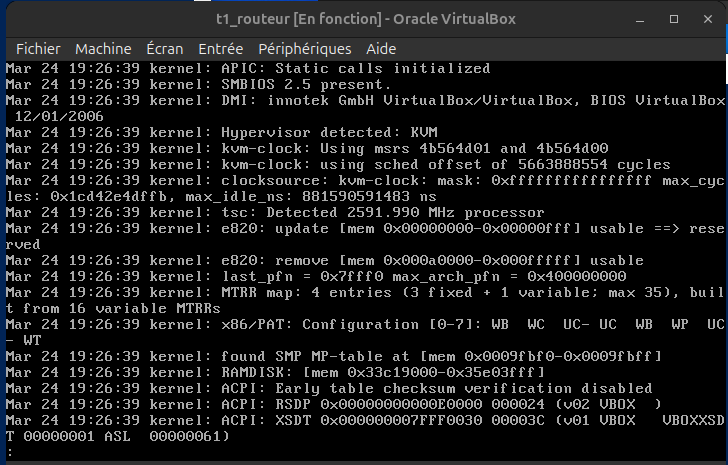 t1_routeur [En fonction] - Oracle VirtualBox
Fichier Machine Écran Entrée Périphériques Aide
Mar 24 19:26:39 kernel: APIC: Static calls initialized
Mar 24 19:26:39 kernel: SMBIOS 2.5 present.
Mar 24 19:26:39 kernel: DMI: innotek GmbH VirtualBox/VirtualBox, BIOS VirtualBox
 12/01/2006
Mar 24 19:26:39 kernel: Hypervisor detected: KVM
Mar 24 19:26:39 kernel: kvm-clock: Using msrs 4b564d01 and 4b564d00
Mar 24 19:26:39 kernel: kvm-clock: using sched offset of 5663888554 cycles
Mar 24 19:26:39 kernel: clocksource: kvm-clock: mask: 0xffffffffffffffff max_cyc
les: 0x1cd42e4dffb, max_idle_ns: 881590591483 ns
Mar 24 19:26:39 kernel: tsc: Detected 2591.990 MHz processor
Mar 24 19:26:39 kernel: e820: update [mem 0x00000000-0x00000fff] usable ==> rese
rved
Mar 24 19:26:39 kernel: e820: remove [mem 0x000a0000-0x000fffff] usable
Mar 24 19:26:39 kernel: last_pfn = 0x7fff0 max_arch_pfn = 0x400000000
Mar 24 19:26:39 kernel: MTRR map: 4 entries (3 fixed + 1 variable; max 35), buil
t from 16 variable MTRRs
Mar 24 19:26:39 kernel: x86/PAT: Configuration [0-7]: WB  WC  UC- UC  WB  WP  UC
- WT
Mar 24 19:26:39 kernel: found SMP MP-table at [mem 0x0009fbf0-0x0009fbff]
Mar 24 19:26:39 kernel: RAMDISK: [mem 0x33c19000-0x35e03fff]
Mar 24 19:26:39 kernel: ACPI: Early table checksum verification disabled
Mar 24 19:26:39 kernel: ACPI: RSDP 0x00000000000E0000 000024 (v02 VBOX  )
Mar 24 19:26:39 kernel: ACPI: XSDT 0x000000007FFF0030 00003C (v01 VBOX   VBOXXSD
T 00000001 ASL  00000061)
: